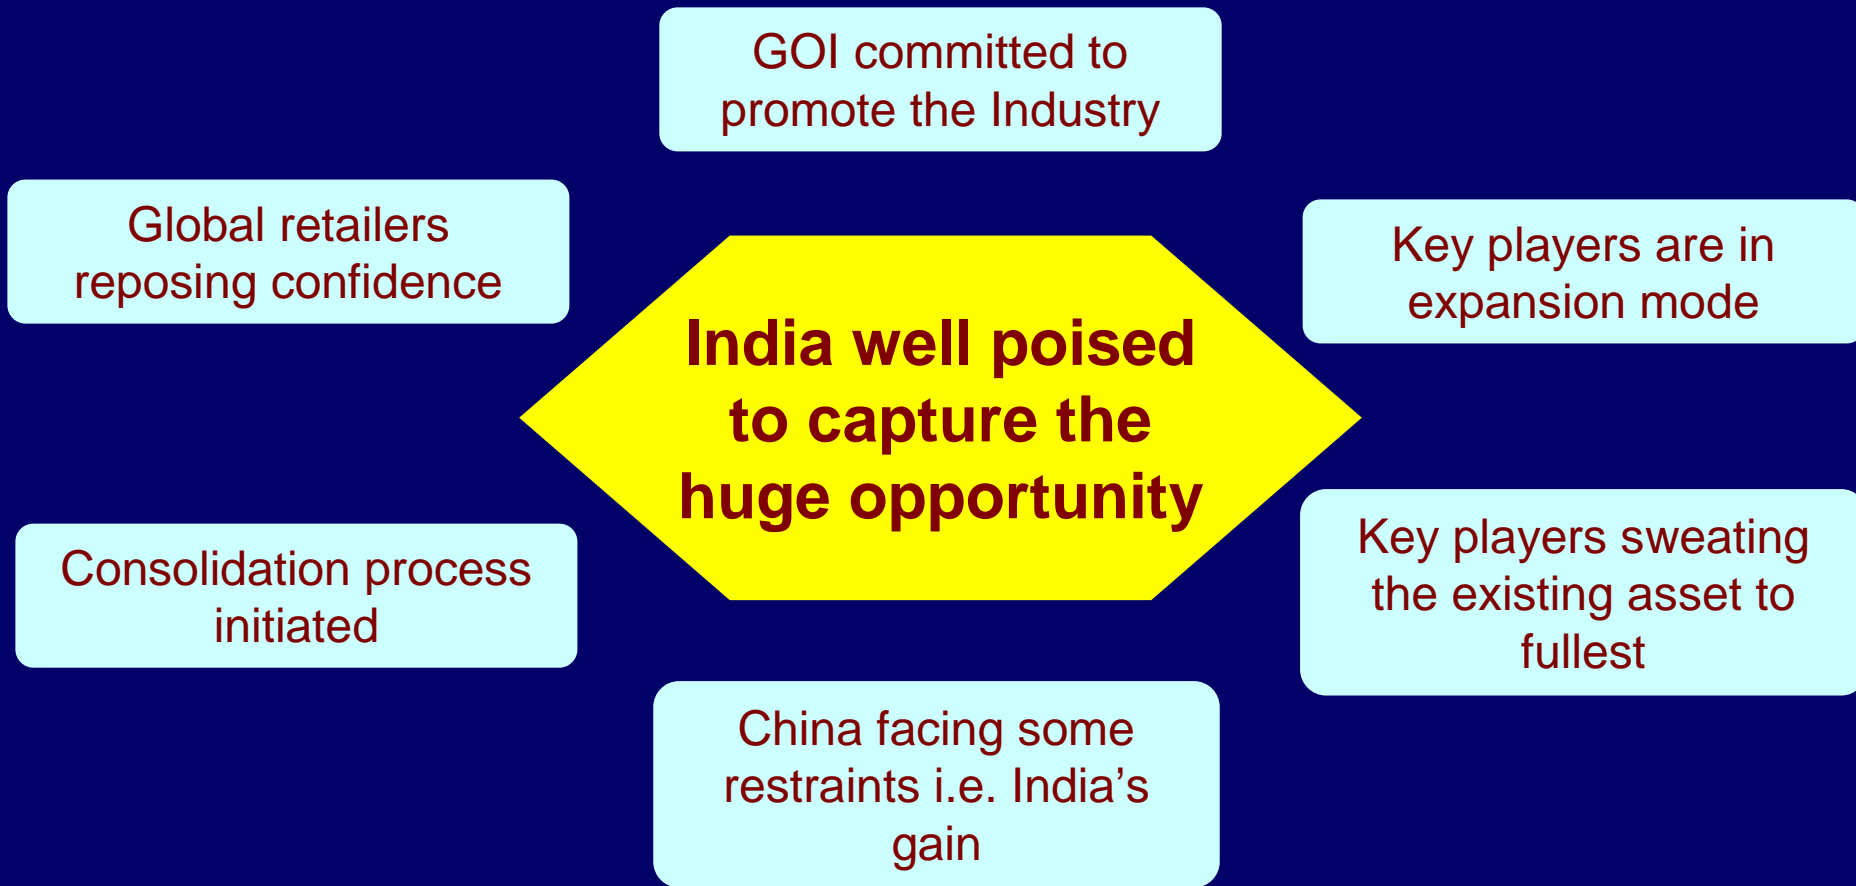 GOI committed to
promote the Industry
Global retailers
reposing confidence
Key players are in
expansion mode
India well poised
to capture the
huge opportunity
Consolidation process
initiated
Key players sweating
the existing asset to
fullest
China facing some
restraints i.e. India’s
gain